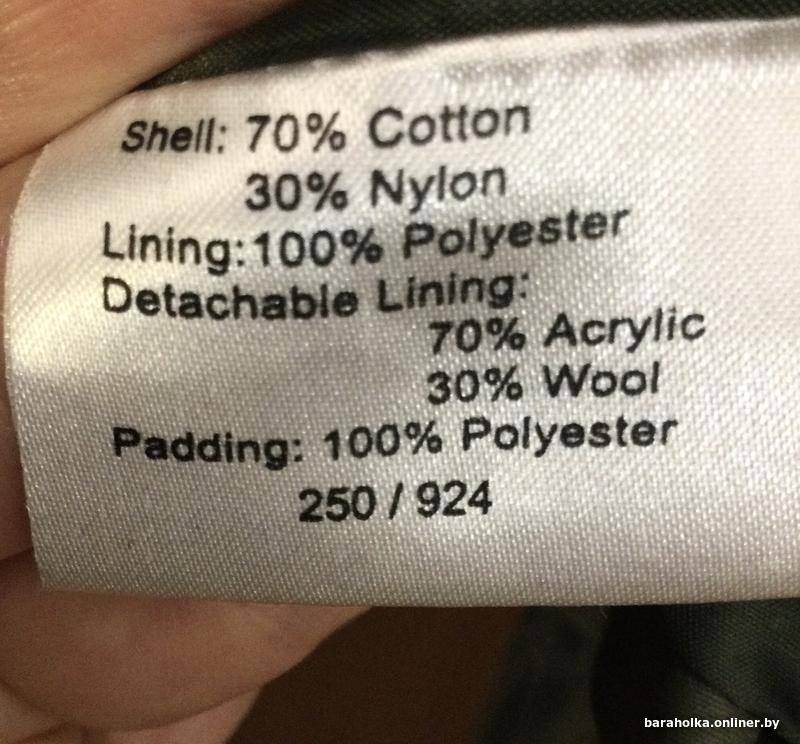 Shell: 70% Cotton
30% Nylon
Lining: 100% Polyester
Detachable Lining:
70% Acrylic
30% Wool
Padding: 100% Polyester
250 / 924
baraholka.onliner.by